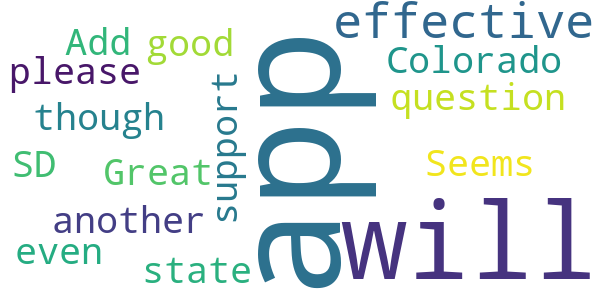 effective
Add good
Colorado
please
question
though
support
app
SD
Great
Seems
another
will
even
state